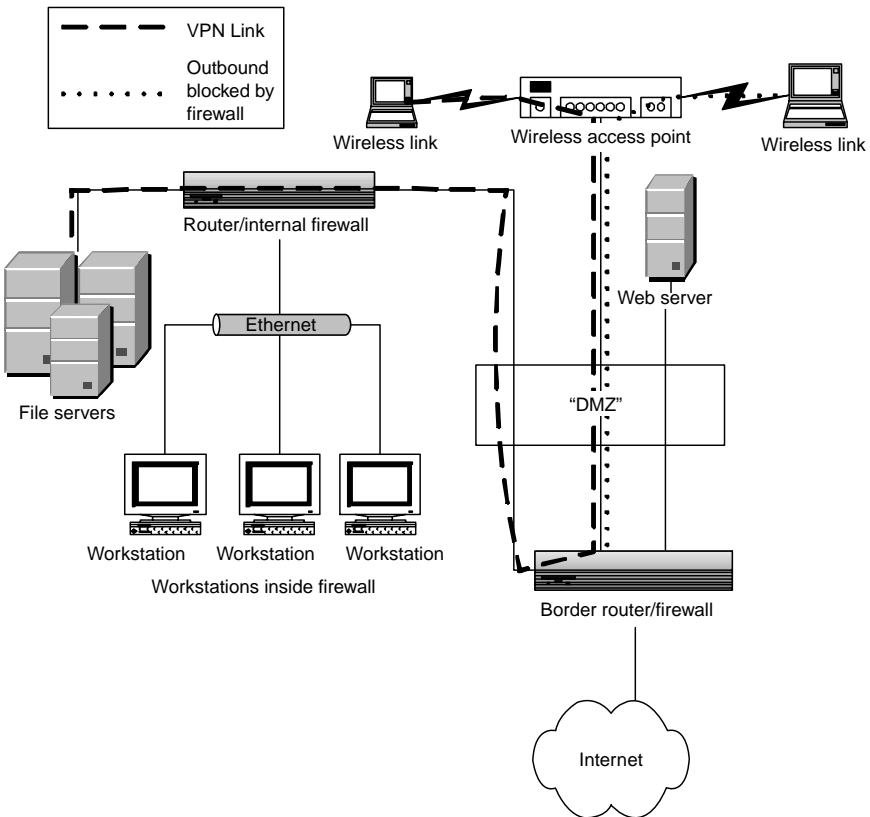 VPN Link
Outbound
blocked by
firewall
Wireless link
Wireless access point
Wireless link
Router/internal firewall
Web server
Ethernet
File servers
“DMZ”
Workstation
Workstation
Workstation
Workstations inside firewall
Border router/firewall
Internet